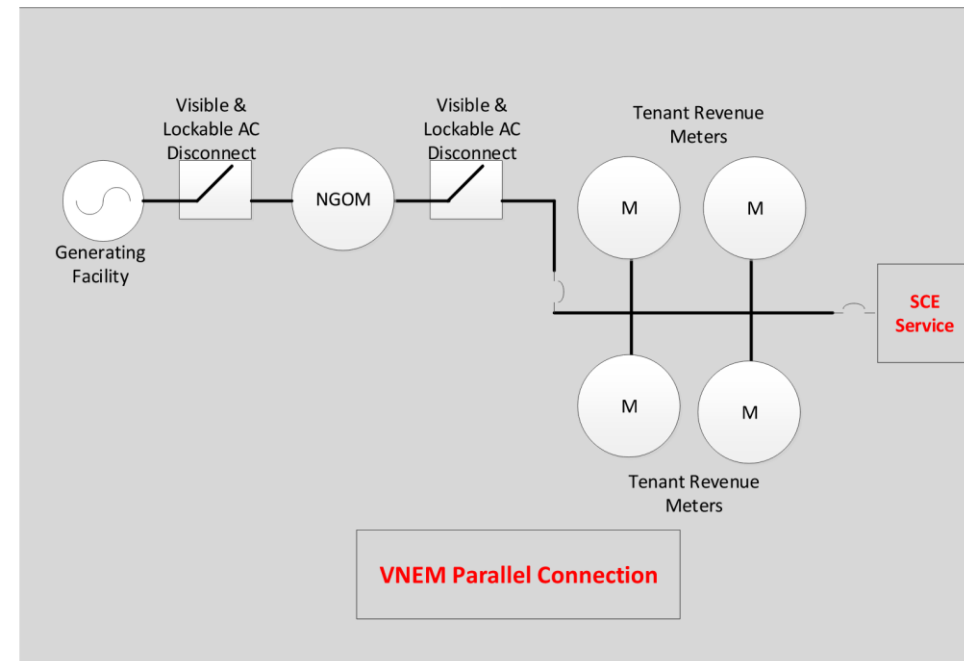 Visible &
Lockable AC
Disconnect
Visible &
Lockable AC
Disconnect
Tenant Revenue
Meters
NGOM
M
M
Generating
Facility
SCE
Service
M
M
Tenant Revenue
Meters
VNEM Parallel Connection